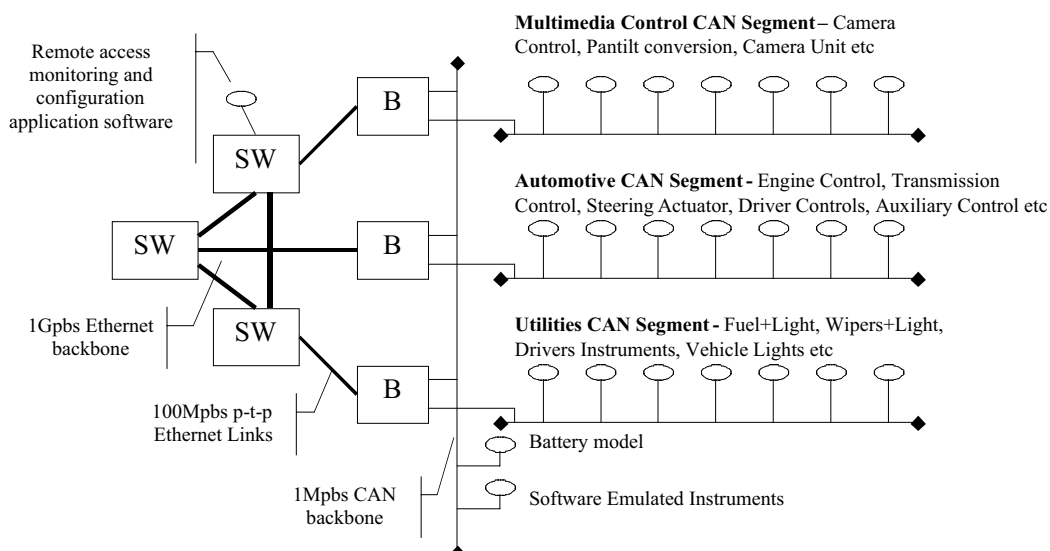 Remote access
monitoring and
configuration
application software
SW
SW
SW
1Gpbs Ethernet
backbone
100Mpbs p-t-p
Ethernet Links
1Mpbs CAN
backbone
B
B
B
Multimedia Control CAN Segment – Camera
Control, Pantilt conversion, Camera Unit etc
Automotive CAN Segment - Engine Control, Transmission
Control, Steering Actuator, Driver Controls, Auxiliary Control etc
Utilities CAN Segment - Fuel+Light, Wipers+Light,
Drivers Instruments, Vehicle Lights etc
Battery model
Software Emulated Instruments